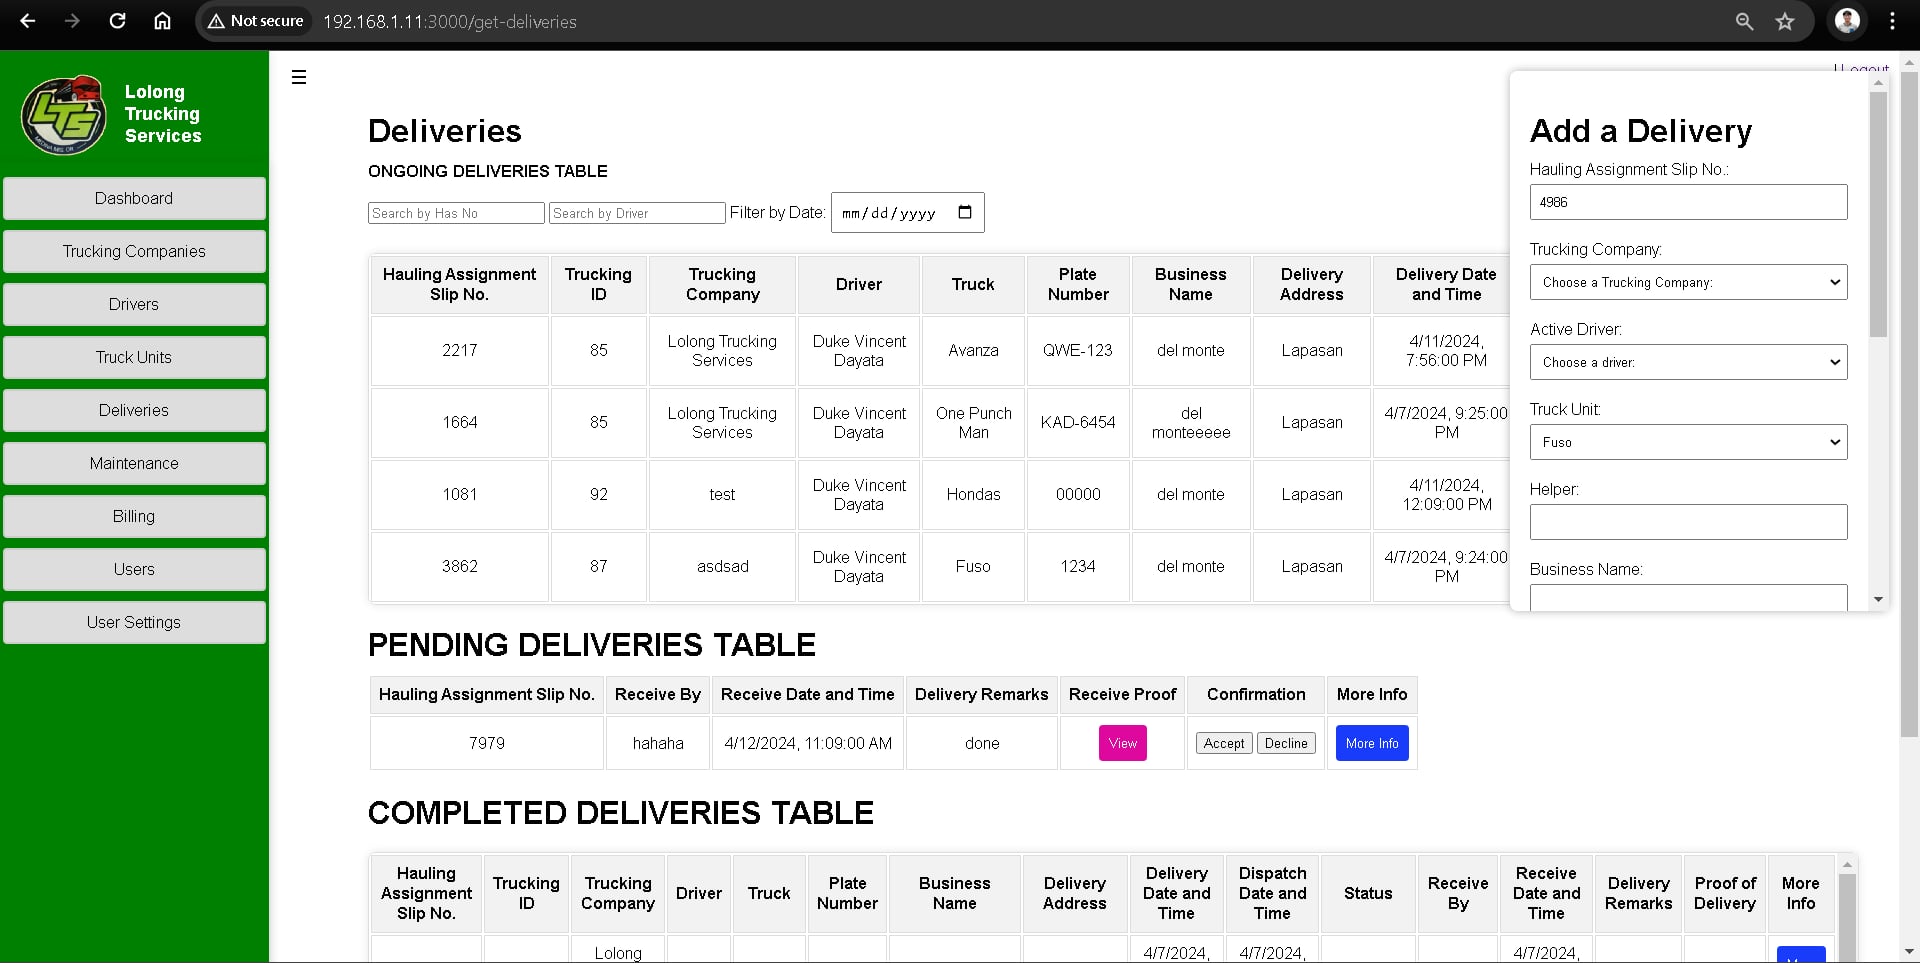 Not secure 192.168.1.11:3000/get-deliveries
LTS
Lolong
Trucking
Services
Dashboard
Trucking Companies
Drivers
Truck Units
Deliveries
Maintenance
Billing
Users
User Settings
☰
Logout
Deliveries
ONGOING DELIVERIES TABLE
Search by Has No Search by Driver Filter by Date: mm/dd/yyyy
Hauling Assignment Slip No. Trucking ID Trucking Company Driver Truck Plate Number Business Name Delivery Address Delivery Date and Time
2217 85 Lolong Trucking Services Duke Vincent Dayata Avanza QWE-123 del monte Lapasan 4/11/2024, 7:56:00 PM
1664 85 Lolong Trucking Services Duke Vincent Dayata One Punch Man KAD-6454 del monteeeee Lapasan 4/7/2024, 9:25:00 PM
1081 92 test Duke Vincent Dayata Hondas 00000 del monte Lapasan 4/11/2024, 12:09:00 PM
3862 87 asdsad Duke Vincent Dayata Fuso 1234 del monte Lapasan 4/7/2024, 9:24:00 PM
Add a Delivery
Hauling Assignment Slip No.:
4986
Trucking Company:
Choose a Trucking Company:
Active Driver:
Choose a driver:
Truck Unit:
Fuso
Helper:
Business Name:
PENDING DELIVERIES TABLE
Hauling Assignment Slip No. Receive By Receive Date and Time Delivery Remarks Receive Proof Confirmation More Info
7979 hahaha 4/12/2024, 11:09:00 AM done View Accept Decline More Info
COMPLETED DELIVERIES TABLE
Hauling Assignment Slip No. Trucking ID Trucking Company Driver Truck Plate Number Business Name Delivery Address Delivery Date and Time Dispatch Date and Time Status Receive By Receive Date and Time Delivery Remarks Proof of Delivery More Info
Lolong 4/7/2024, 4/7/2024, 4/7/2024,